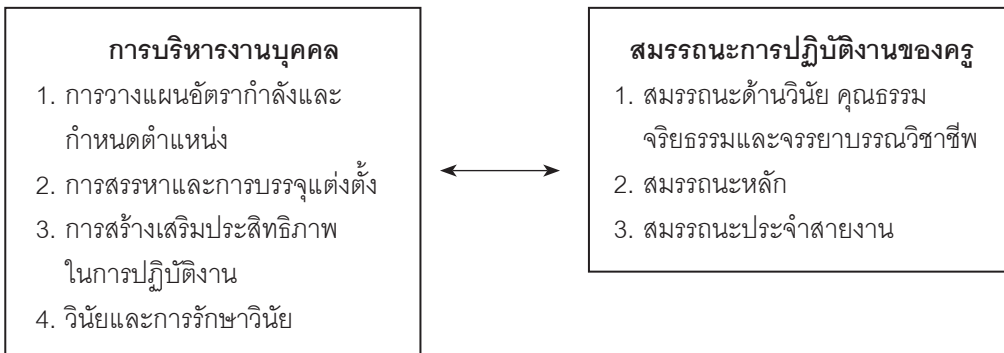 การบริหารงานบุคคล
1. การวางแผนอัตรากำลังและ
กำหนดตำแหน่ง
2. การสรรหาและการบรรจุแต่งตั้ง
3. การสร้างเสริมประสิทธิภาพ
ในการปฏิบัติงาน
4. วินัยและการรักษาวินัย
สมรรถนะการปฏิบัติงานของครู
1. สมรรถนะด้านวินัย คุณธรรม
จริยธรรมและจรรยาบรรณวิชาชีพ
2. สมรรถนะหลัก
3. สมรรถนะประจำสายงาน